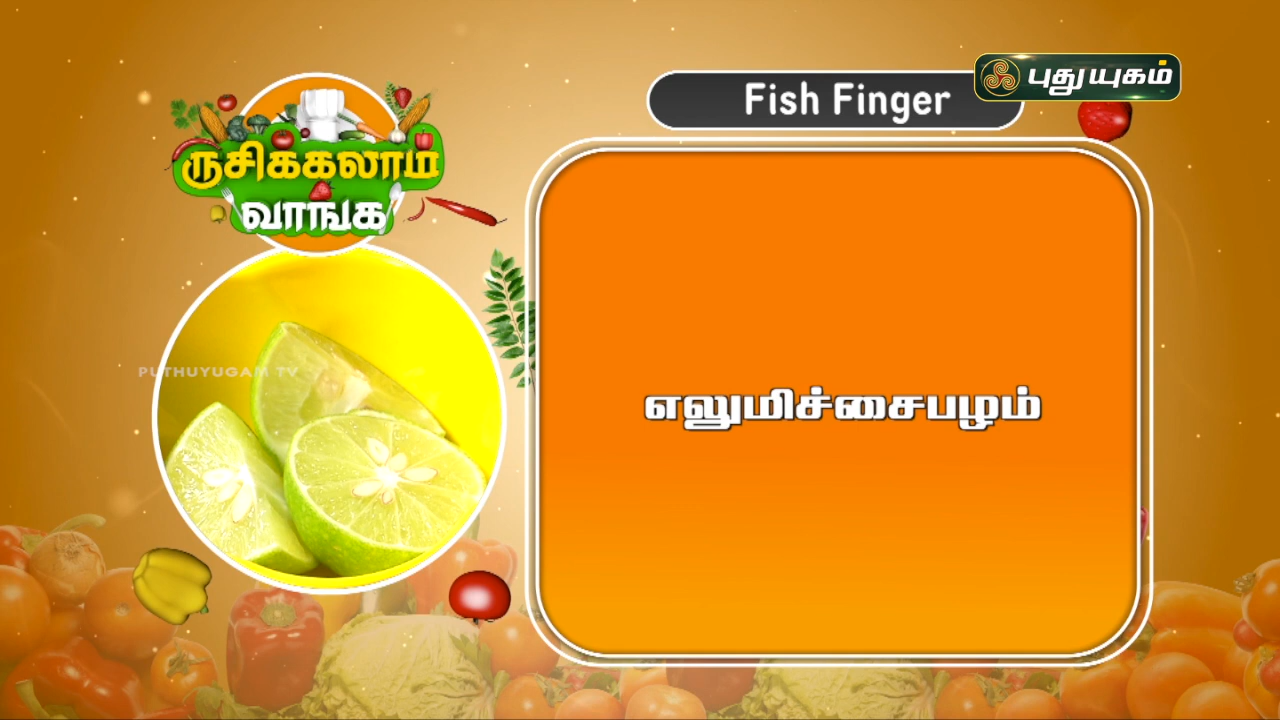 Fish Finger
புதுயுகம்
ருசிக்கலாம்
வாங்க
PUTHUYUGAM TV
எலுமிச்சைபழம்